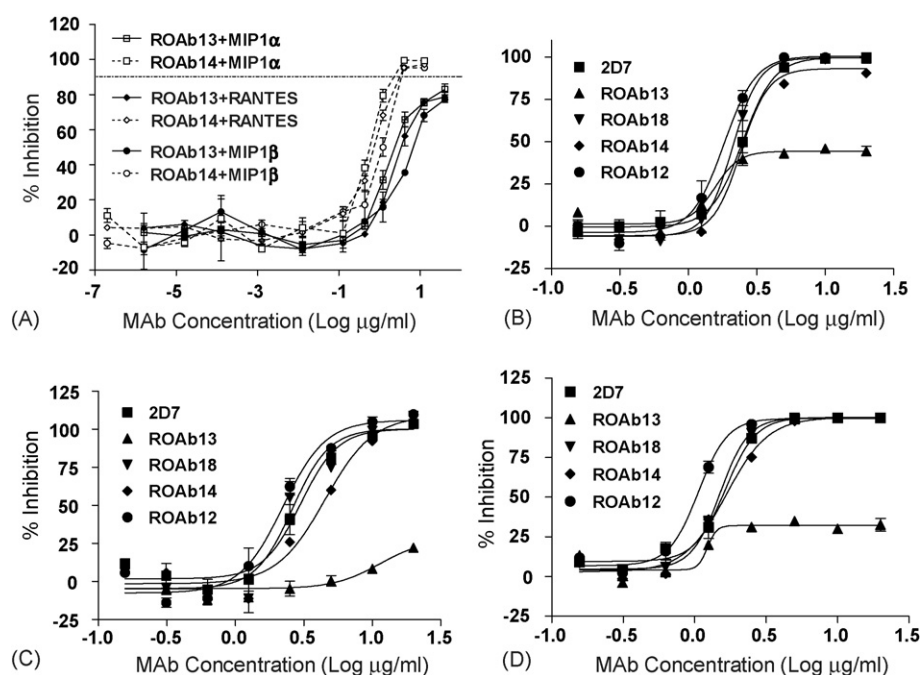 100
80
60
40
20
0
-20
% Inhibition
ROAb13+MIP1α
ROAb14+MIP1α
ROAb13+RANTES
ROAb14+RANTES
ROAb13+MIP1β
ROAb14+MIP1β
-7 -5 -3 -1 1
(A) MAb Concentration (Log µg/ml)
100
75
50
25
0
-25
% Inhibition
2D7
ROAb13
ROAb18
ROAb14
ROAb12
-1.0 -0.5 0.0 0.5 1.0 1.5
(B) MAb Concentration (Log µg/ml)
125
100
75
50
25
0
-25
% Inhibition
2D7
ROAb13
ROAb18
ROAb14
ROAb12
-1.0 -0.5 0.0 0.5 1.0 1.5
(C) MAb Concentration (Log µg/ml)
125
100
75
50
25
0
-25
% Inhibition
2D7
ROAb13
ROAb18
ROAb14
ROAb12
-1.0 -0.5 0.0 0.5 1.0 1.5
(D) MAb Concentration (Log µg/ml)